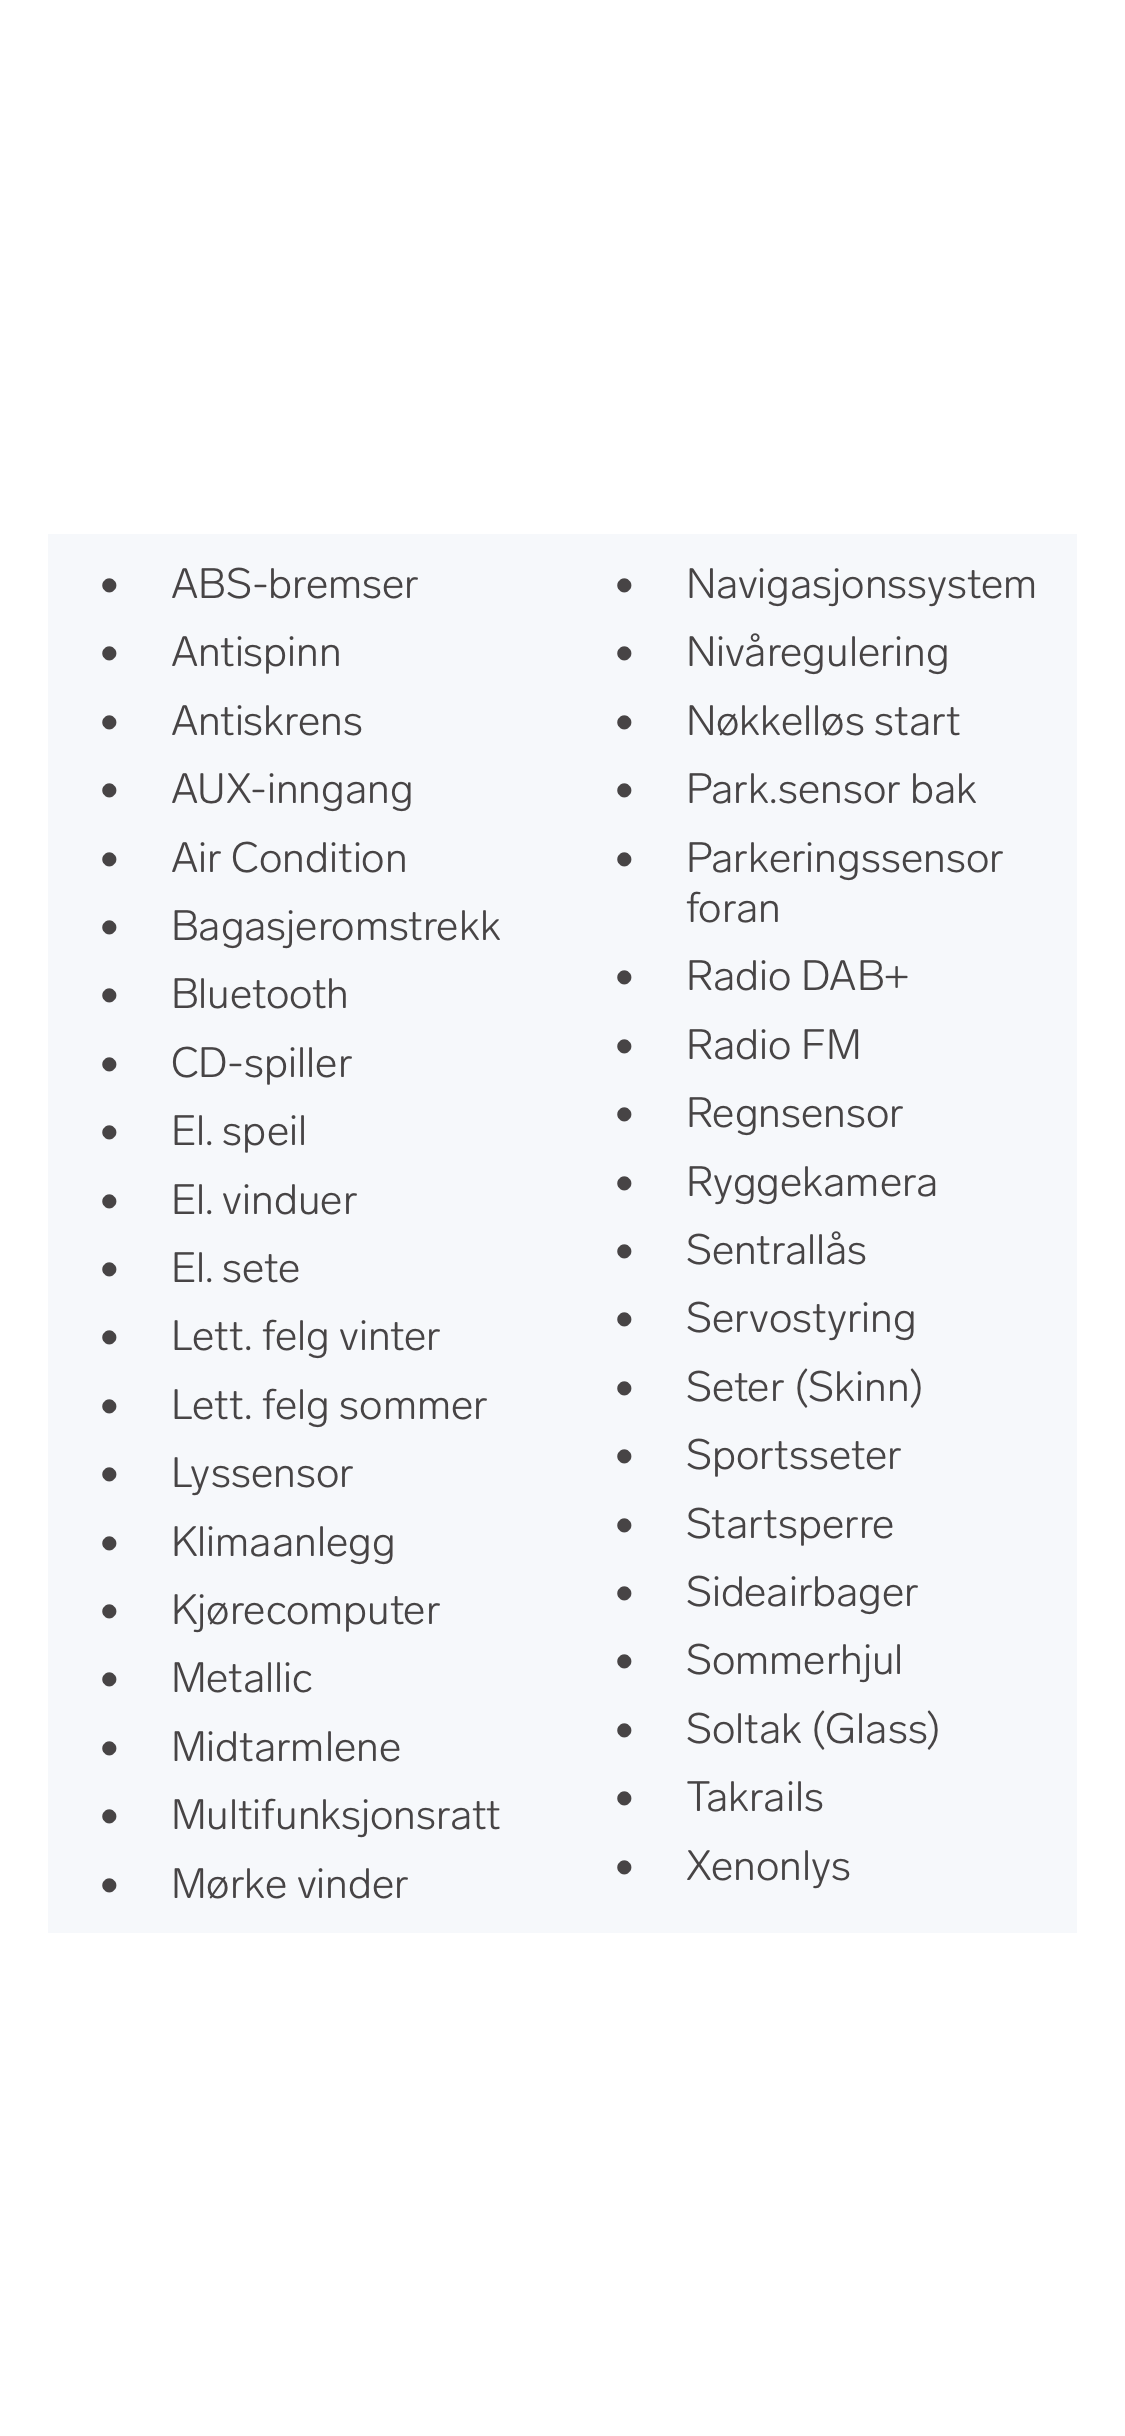 ABS-bremser
Antispinn
Antiskrens
AUX-inngang
Air Condition
Bagasjeromstrekk
Bluetooth
CD-spiller
El. speil
El. vinduer
El. sete
Lett. felg vinter
Lett. felg sommer
Lyssensor
Klimaanlegg
Kjørecomputer
Metallic
Midtarmlene
Multifunksjonsratt
Mørke vinder
Navigasjonssystem
Nivåregulering
Nøkkelløs start
Park.sensor bak
Parkeringssensor
foran
Radio DAB+
Radio FM
Regnsensor
Ryggekamera
Sentrallås
Servostyring
Seter (Skinn)
Sportsseter
Startsperre
Sideairbager
Sommerhjul
Soltak (Glass)
Takrails
Xenonlys